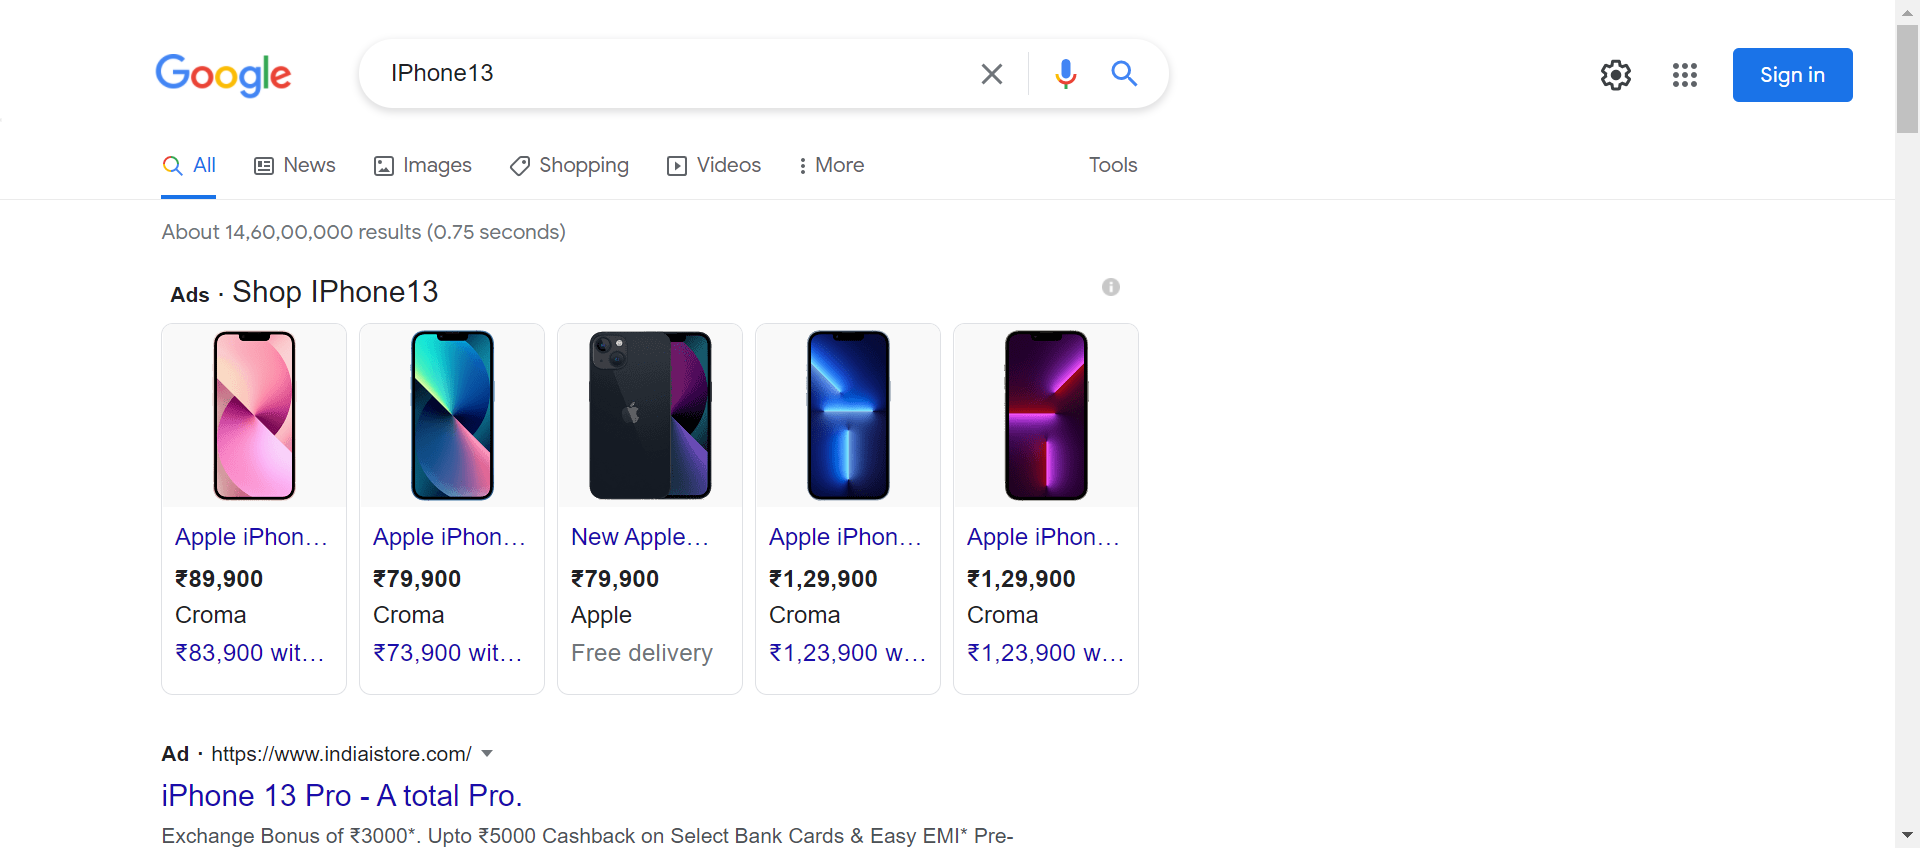 Google
IPhone13
Sign in
All
News
Images
Shopping
Videos
More
Tools
About 14,60,00,000 results (0.75 seconds)
Ads · Shop IPhone13
Apple iPhon...
₹89,900
Croma
₹83,900 wit...
Apple iPhon...
₹79,900
Croma
₹73,900 wit...
New Apple...
₹79,900
Apple
Free delivery
Apple iPhon...
₹1,29,900
Croma
₹1,23,900 w...
Apple iPhon...
₹1,29,900
Croma
₹1,23,900 w...
Ad · https://www.indiaistore.com/
iPhone 13 Pro - A total Pro.
Exchange Bonus of ₹3000*. Upto ₹5000 Cashback on Select Bank Cards & Easy EMI* Pre-